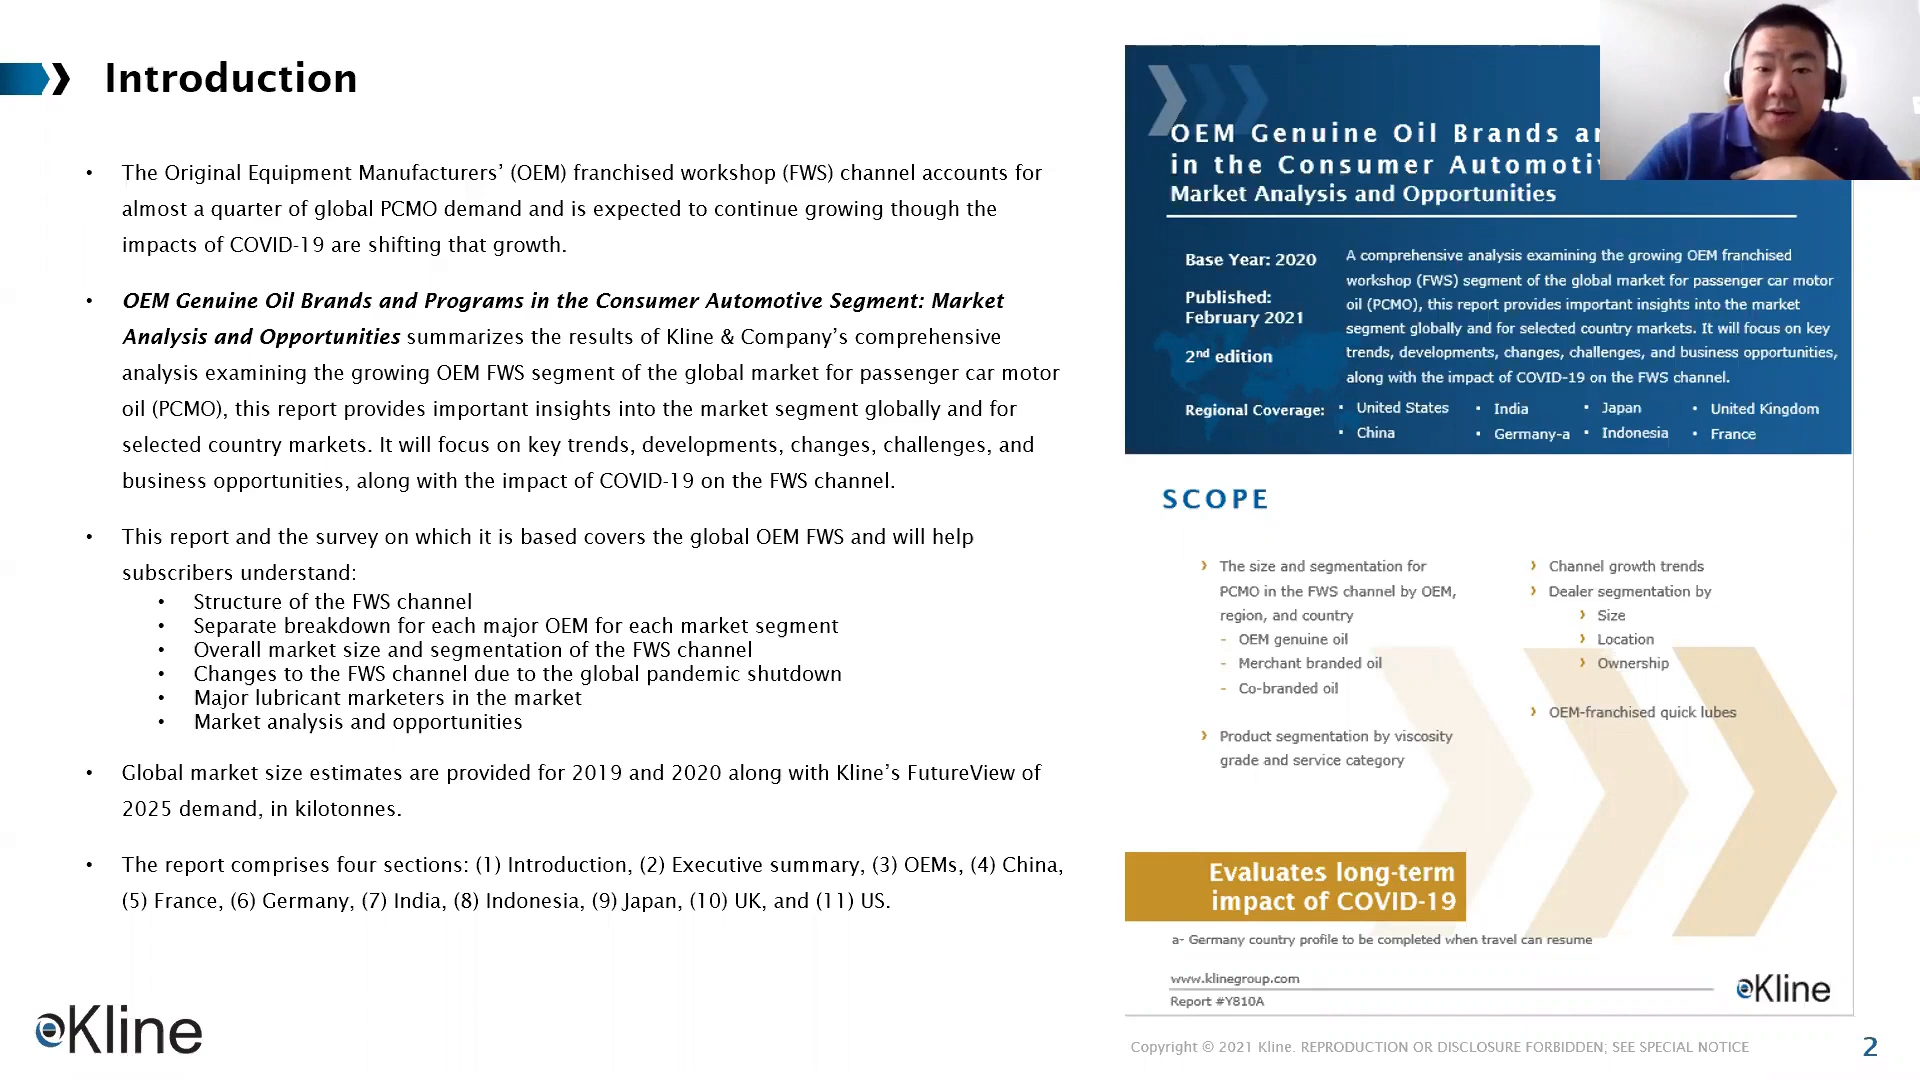 Introduction
• The Original Equipment Manufacturers’ (OEM) franchised workshop (FWS) channel accounts for
almost a quarter of global PCMO demand and is expected to continue growing though the
impacts of COVID-19 are shifting that growth.
• OEM Genuine Oil Brands and Programs in the Consumer Automotive Segment: Market
Analysis and Opportunities summarizes the results of Kline & Company’s comprehensive
analysis examining the growing OEM FWS segment of the global market for passenger car motor
oil (PCMO), this report provides important insights into the market segment globally and for
selected country markets. It will focus on key trends, developments, changes, challenges, and
business opportunities, along with the impact of COVID-19 on the FWS channel.
• This report and the survey on which it is based covers the global OEM FWS and will help
subscribers understand:
• Structure of the FWS channel
• Separate breakdown for each major OEM for each market segment
• Overall market size and segmentation of the FWS channel
• Changes to the FWS channel due to the global pandemic shutdown
• Major lubricant marketers in the market
• Market analysis and opportunities
• Global market size estimates are provided for 2019 and 2020 along with Kline’s FutureView of
2025 demand, in kilotonnes.
• The report comprises four sections: (1) Introduction, (2) Executive summary, (3) OEMs, (4) China,
(5) France, (6) Germany, (7) India, (8) Indonesia, (9) Japan, (10) UK, and (11) US.
Kline
OEM Genuine Oil Brands
in the Consumer
Market Analysis and Opportunities
Base Year: 2020
Published:
February 2021
2nd edition
A comprehensive analysis examining the growing OEM franchised
workshop (FWS) segment of the global market for passenger car motor
oil (PCMO), this report provides important insights into the market
segment globally and for selected country markets. It will focus on key
trends, developments, changes, challenges, and business opportunities,
along with the impact of COVID-19 on the FWS channel.
Regional Coverage: • United States • India • Japan • United Kingdom
• China • Germany-a • Indonesia • France
SCOPE
› The size and segmentation for
PCMO in the FWS channel by OEM,
region, and country
- OEM genuine oil
- Merchant branded oil
- Co-branded oil
› Product segmentation by viscosity
grade and service category
› Channel growth trends
› Dealer segmentation by
› Size
› Location
› Ownership
› OEM-franchised quick lubes
Evaluates long-term
impact of COVID-19
a- Germany country profile to be completed when travel can resume
www.klinegroup.com
Report #Y810A
Kline
Copyright © 2021 Kline. REPRODUCTION OR DISCLOSURE FORBIDDEN; SEE SPECIAL NOTICE
2